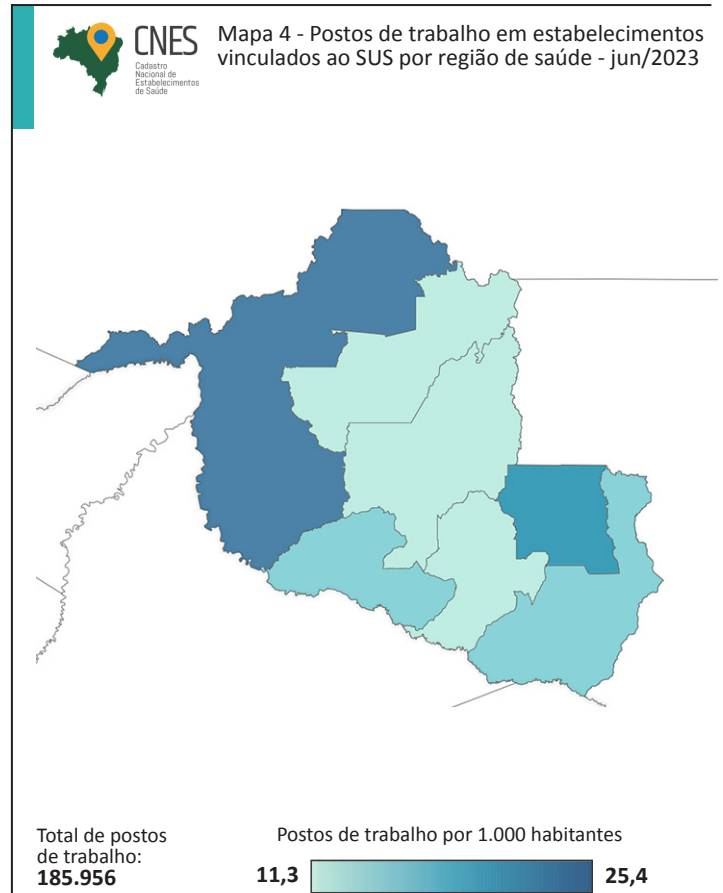 CNES
Cadastro
Nacional de
Estabelecimentos
de Saúde
Mapa 4 - Postos de trabalho em estabelecimentos
vinculados ao SUS por região de saúde - jun/2023
Total de postos
de trabalho:
185.956
Postos de trabalho por 1.000 habitantes
11,3
25,4